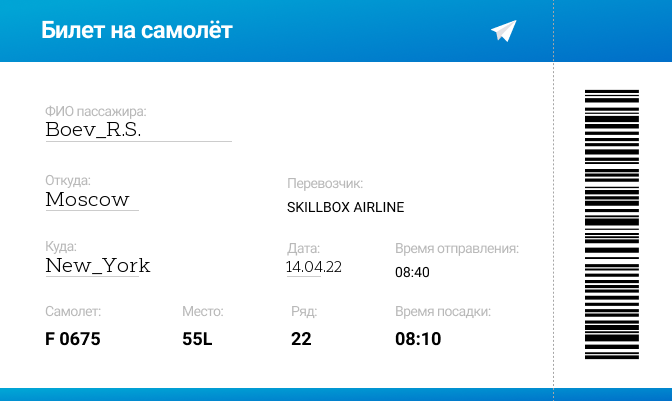 Билет на самолёт
ФИО пассажира:
Boev_R.S.
Откуда:
Moscow
Перевозчик:
SKILLBOX AIRLINE
Куда:
New_York
Дата:
14.04.22
Время отправления:
08:40
Самолет:
F 0675
Место:
55L
Ряд:
22
Время посадки:
08:10